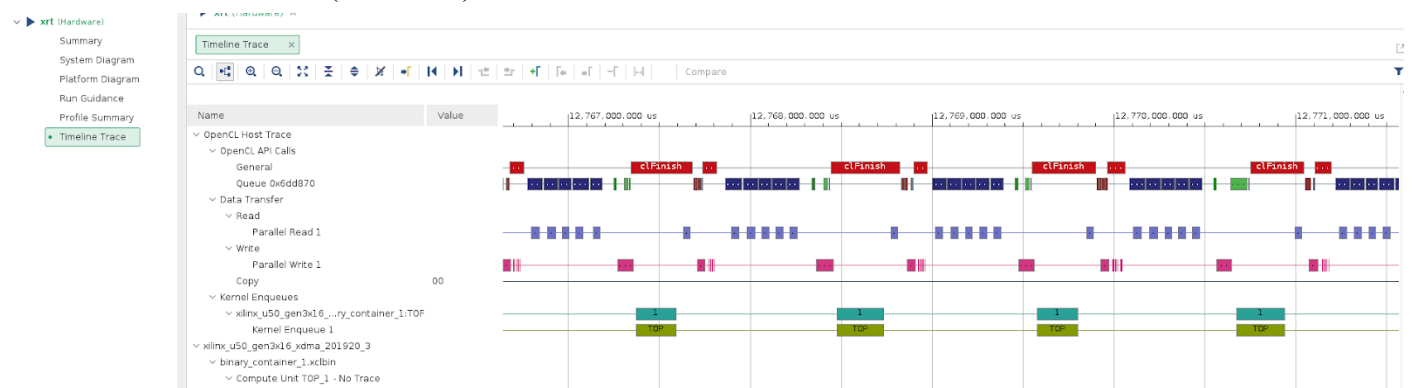 xrt (Hardware)
Summary
System Diagram
Platform Diagram
Run Guidance
Profile Summary
Timeline Trace
Timeline Trace ×
Compare
Name Value
12,767,000.000 us 12,768,000.000 us 12,769,000.000 us 12,770,000.000 us 12,771,000.000 us
OpenCL Host Trace
OpenCL API Calls
General clFinish clFinish clFinish clFinish
Queue 0x6dd870
Data Transfer
Read
Parallel Read 1
Write
Parallel Write 1
Copy 00
Kernel Enqueues
xilinx_u50_gen3x16_...ry_container_1:TOP 1 1 1 1
Kernel Enqueue 1 TOP TOP TOP TOP
xilinx_u50_gen3x16_xdma_201920_3
binary_container_1.xclbin
Compute Unit TOP_1 - No Trace